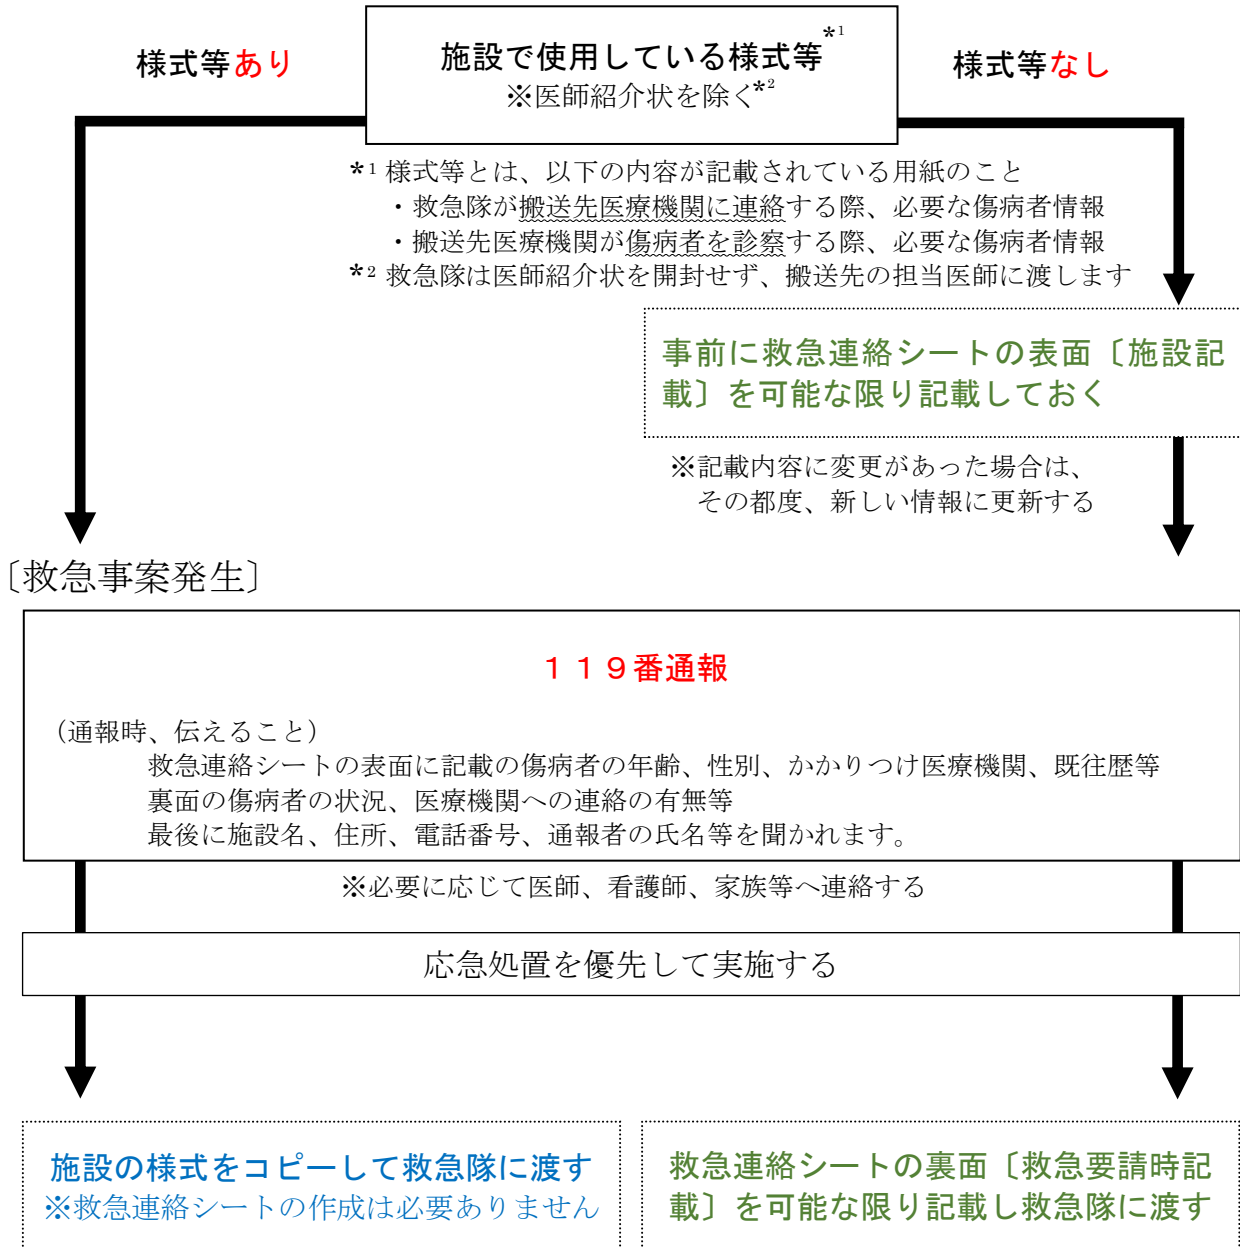 様式等あり
施設で使用している様式等*1
※医師紹介状を除く*2
様式等なし
*1 様式等とは、以下の内容が記載されている用紙のこと
・救急隊が搬送先医療機関に連絡する際、必要な傷病者情報
・搬送先医療機関が傷病者を診察する際、必要な傷病者情報
*2 救急隊は医師紹介状を開封せず、搬送先の担当医師に渡します
事前に救急連絡シートの表面〔施設記
載〕を可能な限り記載しておく
※記載内容に変更があった場合は、
その都度、新しい情報に更新する
〔救急事案発生〕
１１９番通報
（通報時、伝えること）
救急連絡シートの表面に記載の傷病者の年齢、性別、かかりつけ医療機関、既往歴等
裏面の傷病者の状況、医療機関への連絡の有無等
最後に施設名、住所、電話番号、通報者の氏名等を聞かれます。
※必要に応じて医師、看護師、家族等へ連絡する
応急処置を優先して実施する
施設の様式をコピーして救急隊に渡す
※救急連絡シートの作成は必要ありません
救急連絡シートの裏面〔救急要請時記
載〕を可能な限り記載し救急隊に渡す